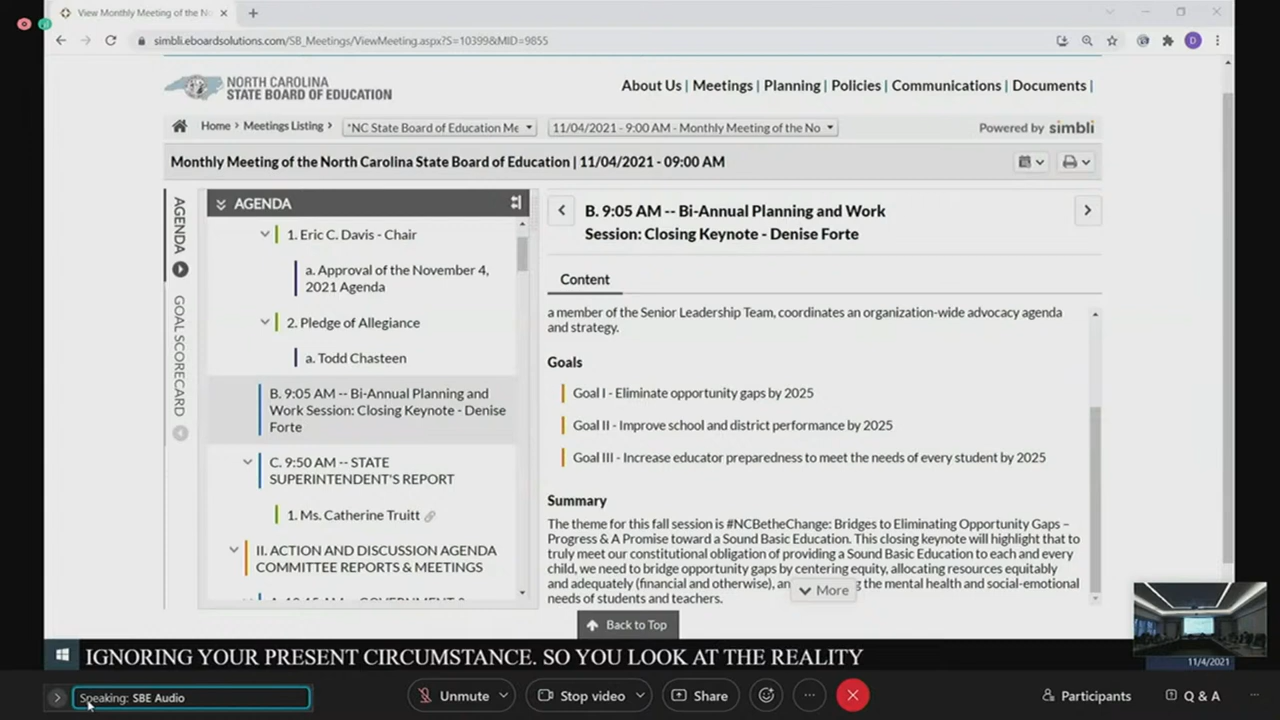 View Monthly Meeting of the No
simbli.eboardsolutions.com/SB_Meetings/ViewMeeting.aspx?S=10399&MID=9855
D
NORTH CAROLINA
STATE BOARD OF EDUCATION
About Us | Meetings | Planning | Policies | Communications | Documents |
Home > Meetings Listing > *NC State Board of Education Me 11/04/2021 - 9:00 AM - Monthly Meeting of the No Powered by simbli
Monthly Meeting of the North Carolina State Board of Education | 11/04/2021 - 09:00 AM
AGENDA
GOAL SCORECARD
AGENDA
1. Eric C. Davis - Chair
a. Approval of the November 4,
2021 Agenda
2. Pledge of Allegiance
a. Todd Chasteen
B. 9:05 AM -- Bi-Annual Planning and
Work Session: Closing Keynote - Denise
Forte
C. 9:50 AM -- STATE
SUPERINTENDENT'S REPORT
1. Ms. Catherine Truitt
II. ACTION AND DISCUSSION AGENDA
COMMITTEE REPORTS & MEETINGS
B. 9:05 AM -- Bi-Annual Planning and Work
Session: Closing Keynote - Denise Forte
Content
a member of the Senior Leadership Team, coordinates an organization-wide advocacy agenda
and strategy.
Goals
Goal I - Eliminate opportunity gaps by 2025
Goal II - Improve school and district performance by 2025
Goal III - Increase educator preparedness to meet the needs of every student by 2025
Summary
The theme for this fall session is #NCBetheChange: Bridges to Eliminating Opportunity Gaps –
Progress & A Promise toward a Sound Basic Education. This closing keynote will highlight that to
truly meet our constitutional obligation of providing a Sound Basic Education to each and every
child, we need to bridge opportunity gaps by centering equity, allocating resources equitably
and adequately (financial and otherwise), an the mental health and social-emotional
needs of students and teachers.
More
Back to Top
IGNORING YOUR PRESENT CIRCUMSTANCE. SO YOU LOOK AT THE REALITY
11/4/2021
Speaking: SBE Audio
Unmute
Stop video
Share
Participants
Q & A